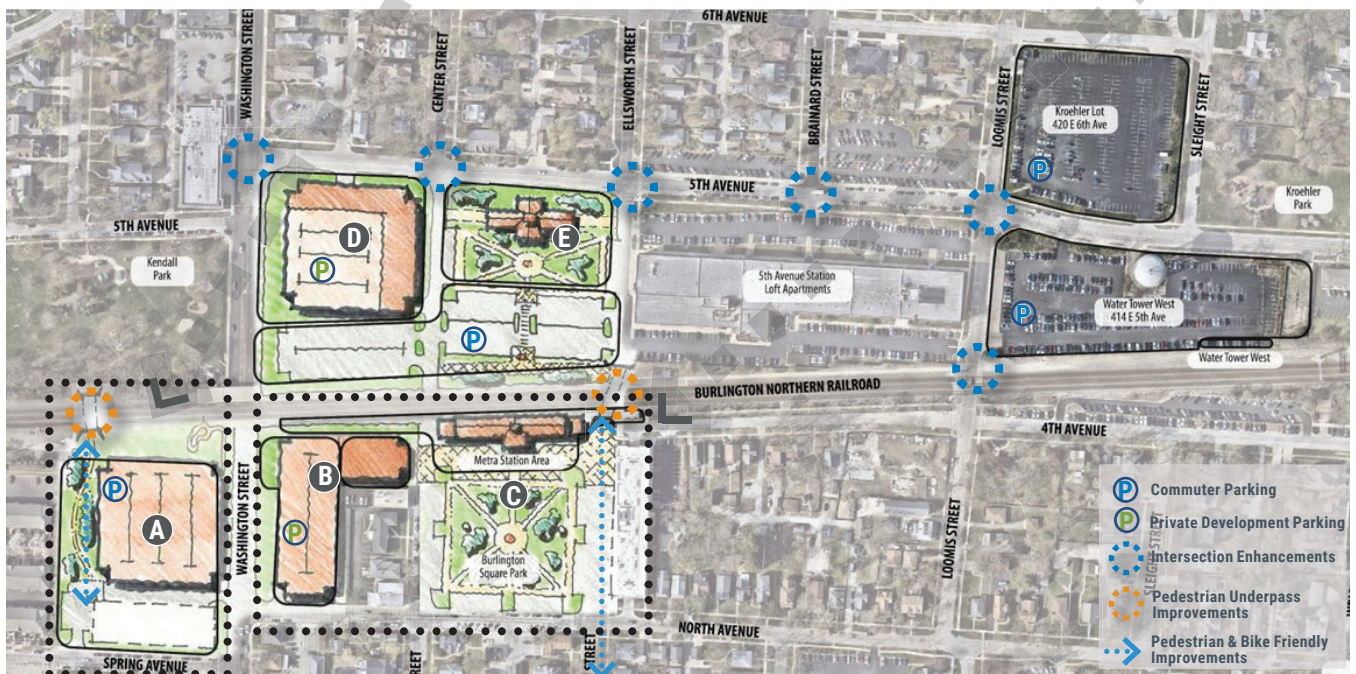 6TH AVENUE
WASHINGTON STREET
CENTER STREET
ELLSWORTH STREET
BRAINARD STREET
LOOMIS STREET
SLEIGHT STREET
Kroehler Lot
420 E 6th Ave
P
Kroehler
Park
5TH AVENUE
5TH AVENUE
D
E
P
Kendall
Park
5th Avenue Station
Loft Apartments
P
Water Tower West
414 E 5th Ave
P
Water Tower West
BURLINGTON NORTHERN RAILROAD
4TH AVENUE
Metra Station Area
B
C
P
A
P
Burlington
Square Park
WASHINGTON STREET
LOOMIS STREET
SLEIGHT STREET
NORTH AVENUE
SPRING AVENUE
STREET
STREET
P Commuter Parking
P Private Development Parking
Intersection Enhancements
Pedestrian Underpass
Improvements
Pedestrian & Bike Friendly
Improvements